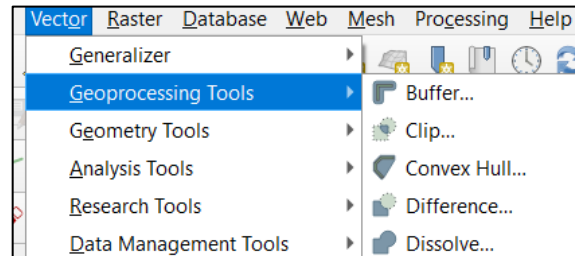 Vector Raster Database Web Mesh Processing Help
Generalizer
Geoprocessing Tools
Geometry Tools
Analysis Tools
Research Tools
Data Management Tools
Buffer...
Clip...
Convex Hull...
Difference...
Dissolve...